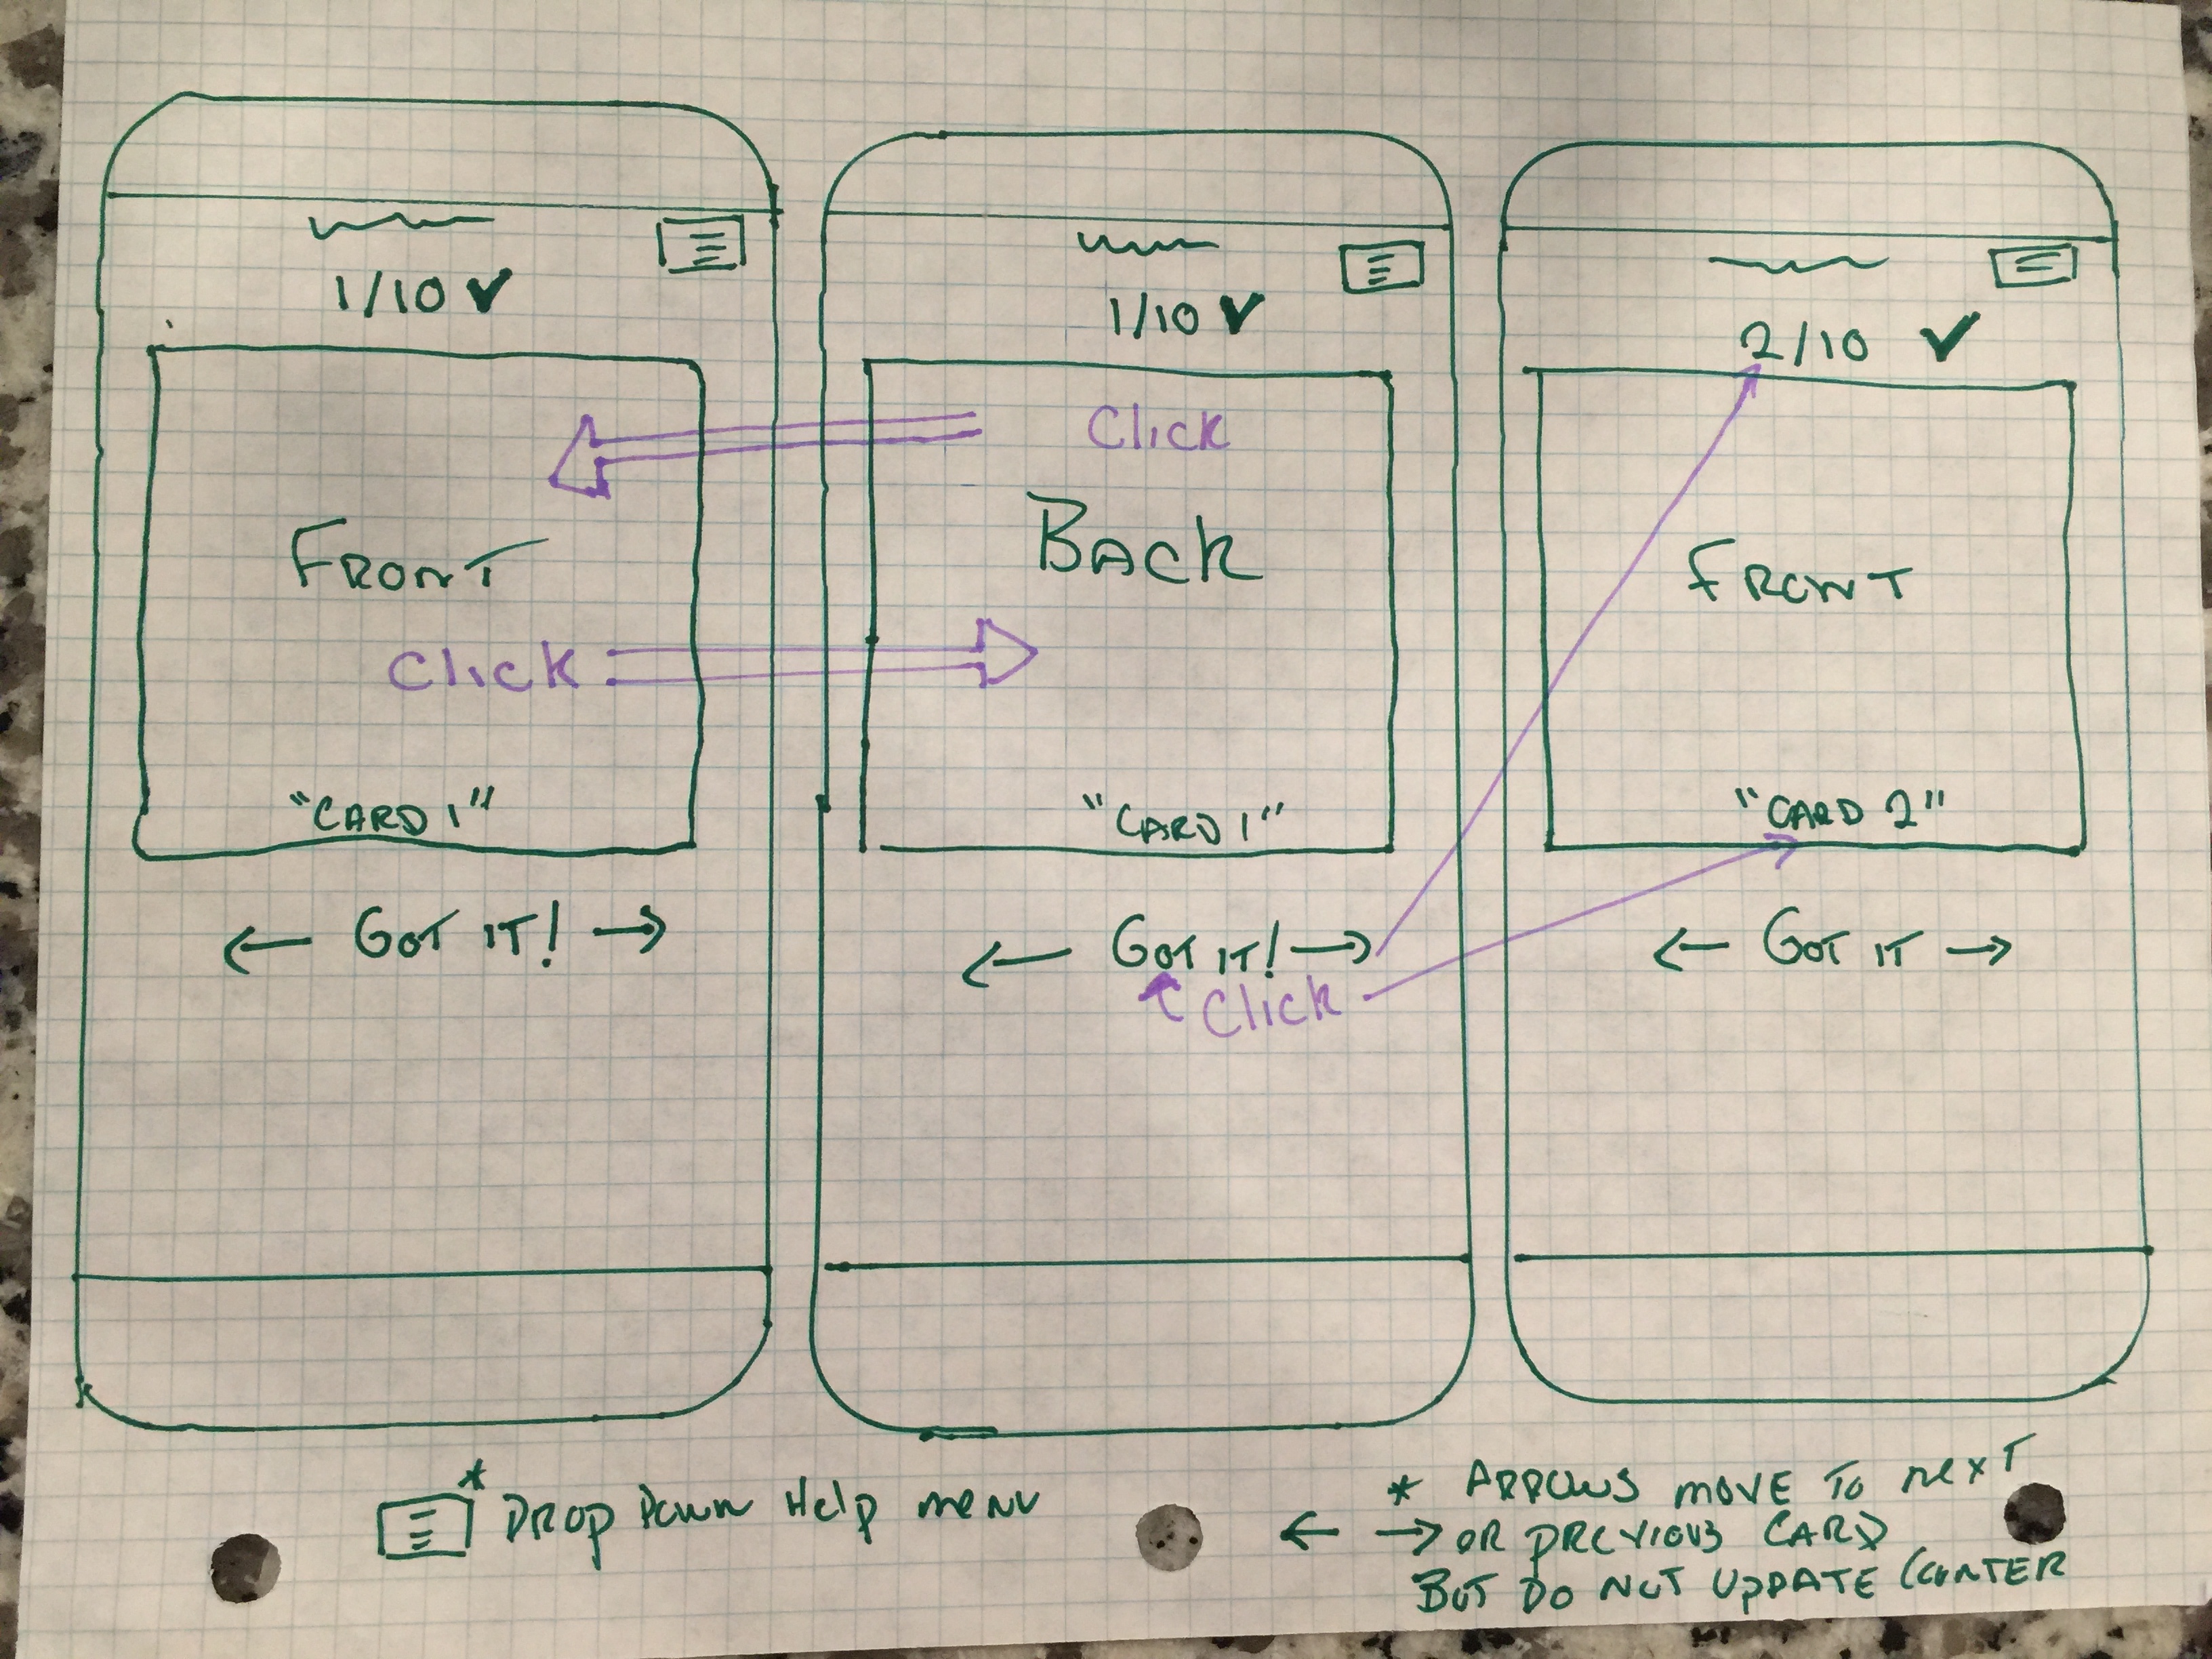 1/10 ✓
FRONT
Click
"CARD 1"
← GOT IT! →
1/10 ✓
Click
BACK
"CARD 1"
← GOT IT! →
Click
2/10 ✓
FRONT
"CARD 2"
← GOT IT →
* DROP DOWN HELP MENU
* ARROWS MOVE TO NEXT
← → OR PREVIOUS CARD
BUT DO NOT UPDATE COUNTER